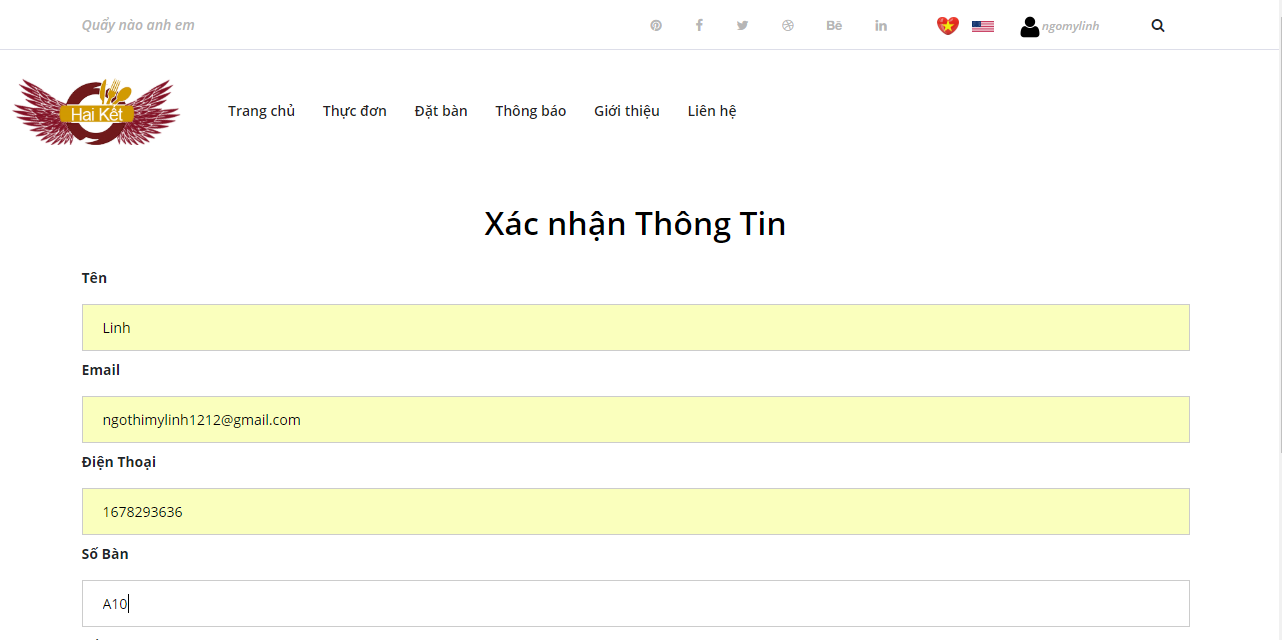 Quẩy nào anh em
Bē
ngomylinh
Hai Kết
Trang chủ Thực đơn Đặt bàn Thông báo Giới thiệu Liên hệ
Xác nhận Thông Tin
Tên
Linh
Email
ngothimylinh1212@gmail.com
Điện Thoại
1678293636
Số Bàn
A10